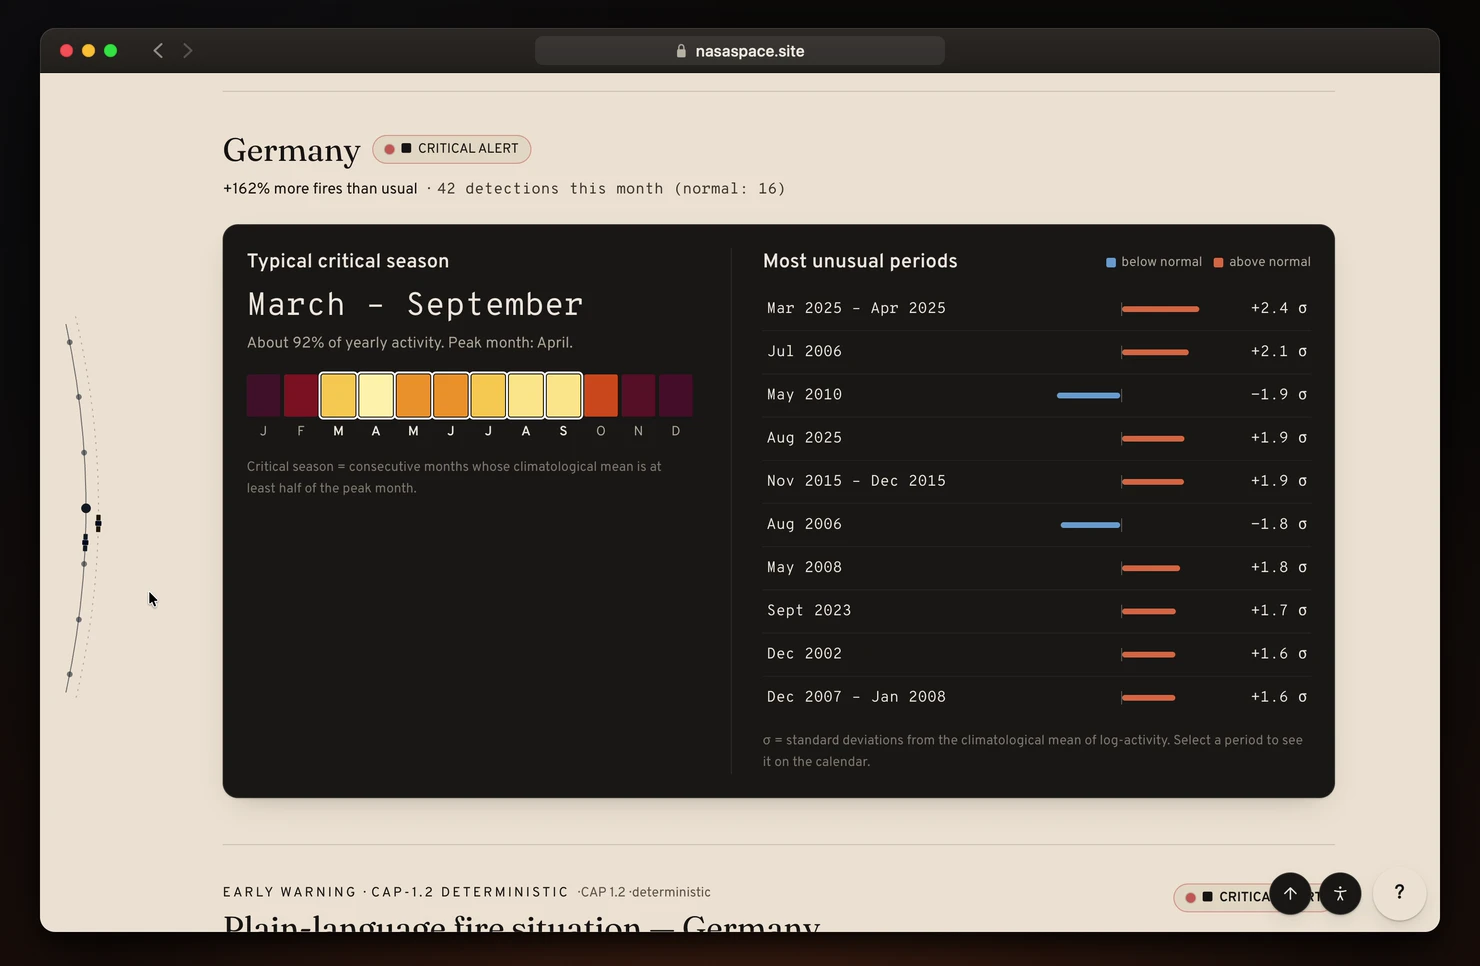 nasaspace.site
Germany
CRITICAL ALERT
+162% more fires than usual · 42 detections this month (normal: 16)
Typical critical season
March – September
About 92% of yearly activity. Peak month: April.
J F M A M J J A S O N D
Critical season = consecutive months whose climatological mean is at
least half of the peak month.
Most unusual periods
below normal above normal
Mar 2025 – Apr 2025 +2.4 σ
Jul 2006 +2.1 σ
May 2010 −1.9 σ
Aug 2025 +1.9 σ
Nov 2015 – Dec 2015 +1.9 σ
Aug 2006 −1.8 σ
May 2008 +1.8 σ
Sept 2023 +1.7 σ
Dec 2002 +1.6 σ
Dec 2007 – Jan 2008 +1.6 σ
σ = standard deviations from the climatological mean of log-activity. Select a period to see
it on the calendar.
EARLY WARNING · CAP-1.2 DETERMINISTIC ·CAP 1.2 ·deterministic
Plain-language fire situation — Germany
?